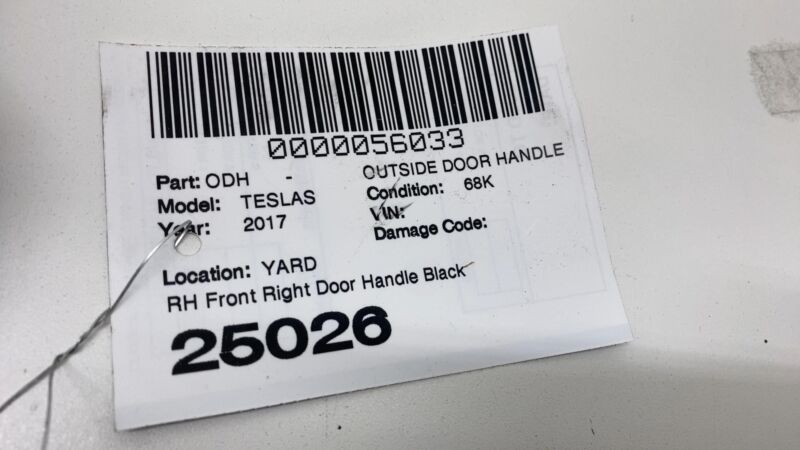 0000056033
Part: ODH - OUTSIDE DOOR HANDLE
Model: TESLAS Condition: 68K
Year: 2017 VIN:
Damage Code:
Location: YARD
RH Front Right Door Handle Black
25026